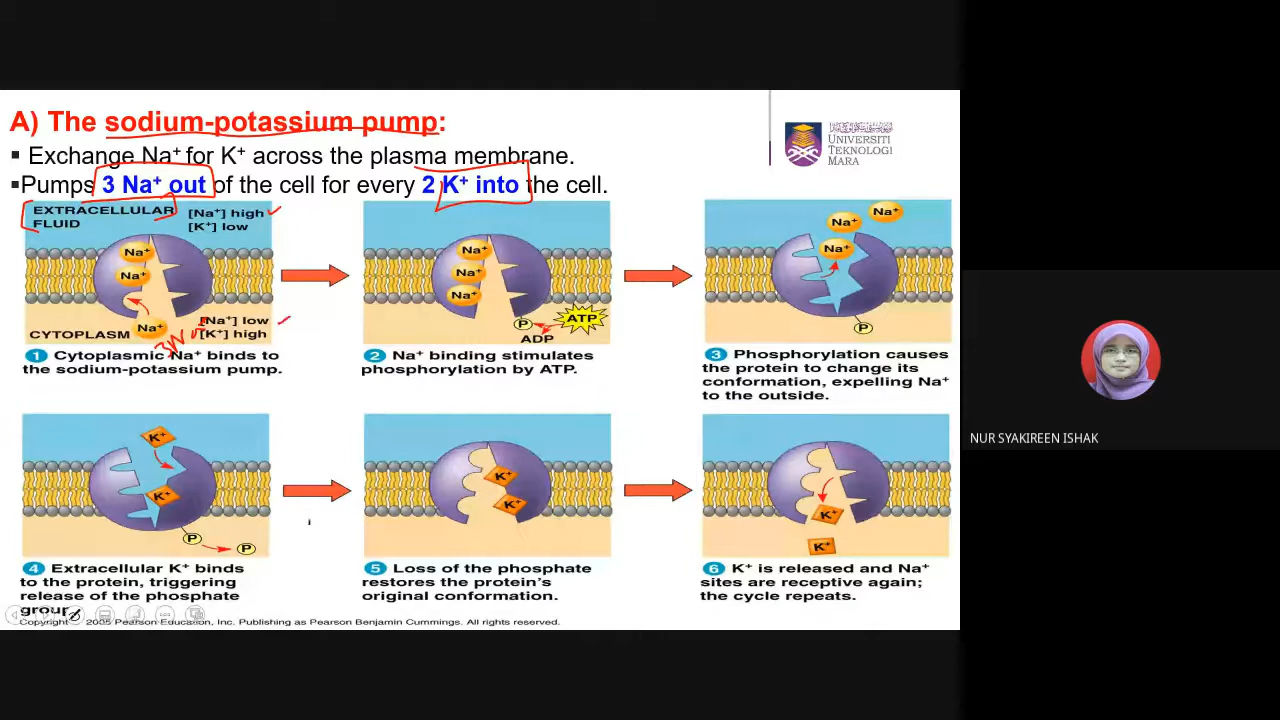 A) The sodium-potassium pump:
▪ Exchange Na⁺ for K⁺ across the plasma membrane.
▪Pumps 3 Na⁺ out of the cell for every 2 K⁺ into the cell.
UNIVERSITI
TEKNOLOGI
MARA
EXTRACELLULAR
FLUID
[Na⁺] high
[K⁺] low
Na⁺
Na⁺
Na⁺
CYTOPLASM
[Na⁺] low
[K⁺] high
1 Cytoplasmic Na⁺ binds to
the sodium-potassium pump.
Na⁺
Na⁺
Na⁺
P
ATP
ADP
2 Na⁺ binding stimulates
phosphorylation by ATP.
Na⁺
Na⁺
Na⁺
P
3 Phosphorylation causes
the protein to change its
conformation, expelling Na⁺
to the outside.
K⁺
K⁺
P
P
4 Extracellular K⁺ binds
to the protein, triggering
release of the phosphate
group.
K⁺
K⁺
5 Loss of the phosphate
restores the protein's
original conformation.
K⁺
K⁺
6 K⁺ is released and Na⁺
sites are receptive again;
the cycle repeats.
Copyright 2005 Pearson Education, Inc. Publishing as Pearson Benjamin Cummings. All rights reserved.
NUR SYAKIREEN ISHAK